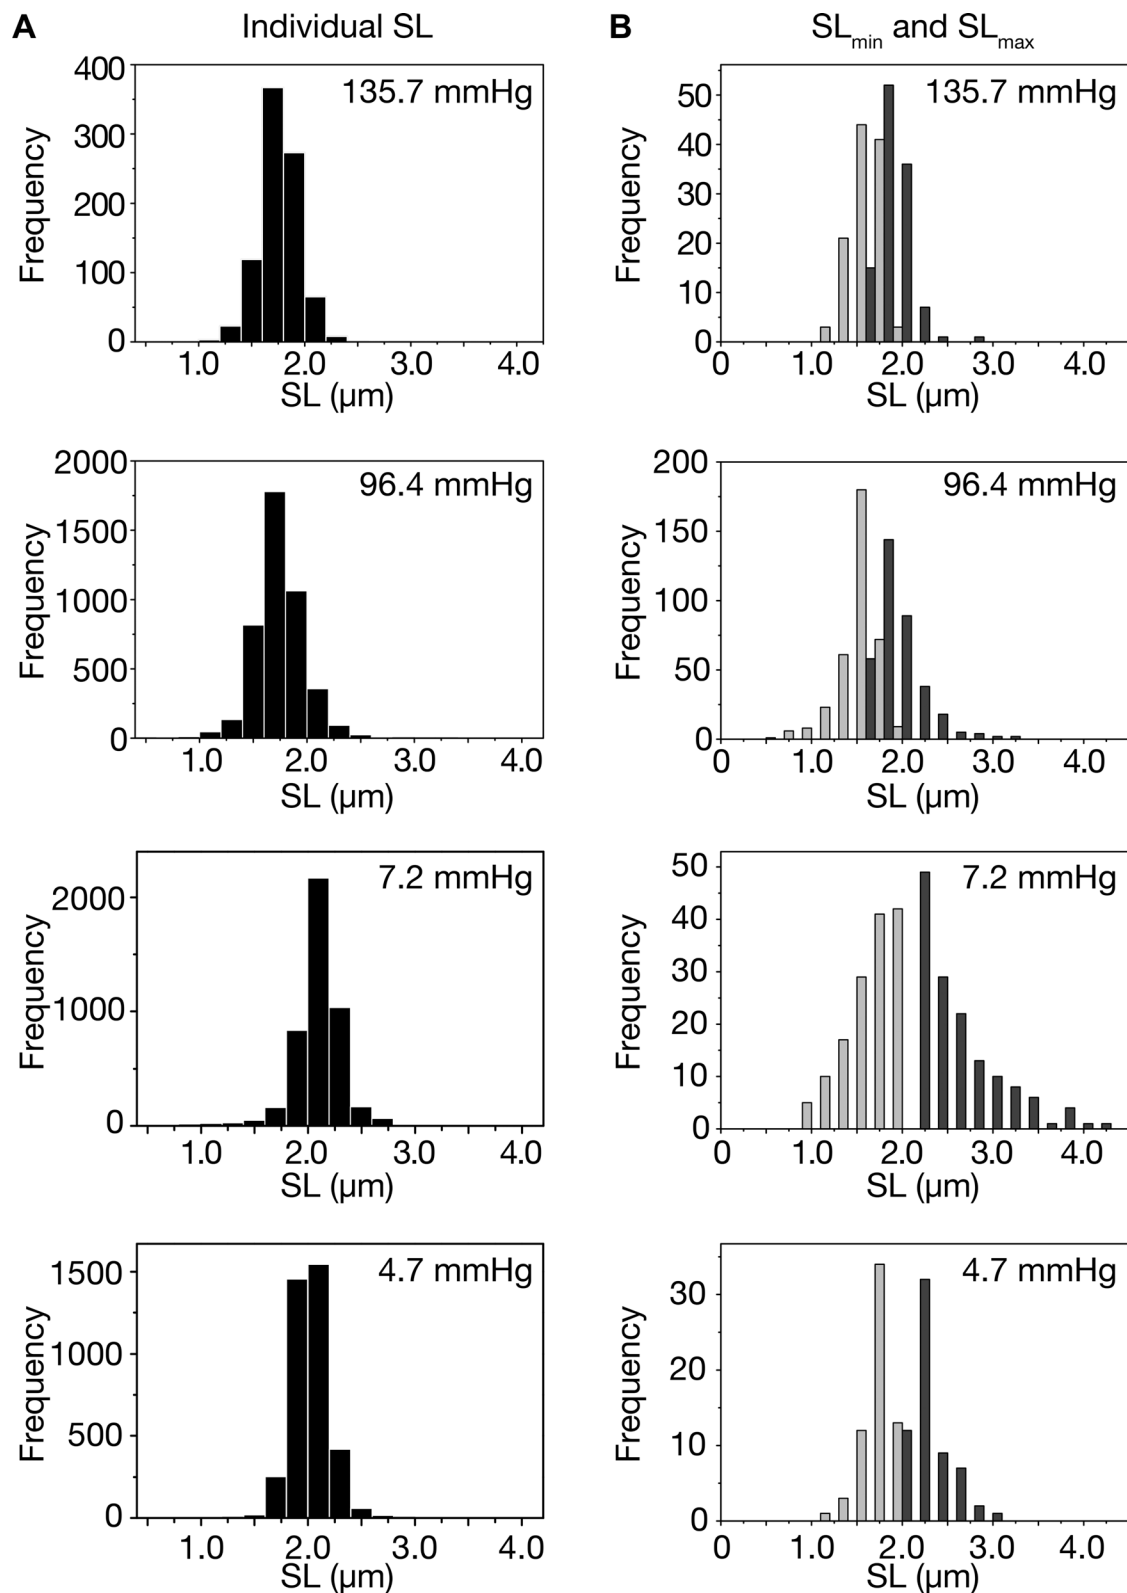 A Individual SL
400
300
200
100
0
Frequency
135.7 mmHg
1.0 2.0 3.0 4.0
SL (µm)
B SLmin and SLmax
50
40
30
20
10
0
Frequency
135.7 mmHg
0 1.0 2.0 3.0 4.0
SL (µm)
2000
1500
1000
500
0
Frequency
96.4 mmHg
1.0 2.0 3.0 4.0
SL (µm)
200
150
100
50
0
Frequency
96.4 mmHg
0 1.0 2.0 3.0 4.0
SL (µm)
2000
1000
0
Frequency
7.2 mmHg
1.0 2.0 3.0 4.0
SL (µm)
50
40
30
20
10
0
Frequency
7.2 mmHg
0 1.0 2.0 3.0 4.0
SL (µm)
1500
1000
500
0
Frequency
4.7 mmHg
1.0 2.0 3.0 4.0
SL (µm)
30
20
10
0
Frequency
4.7 mmHg
0 1.0 2.0 3.0 4.0
SL (µm)